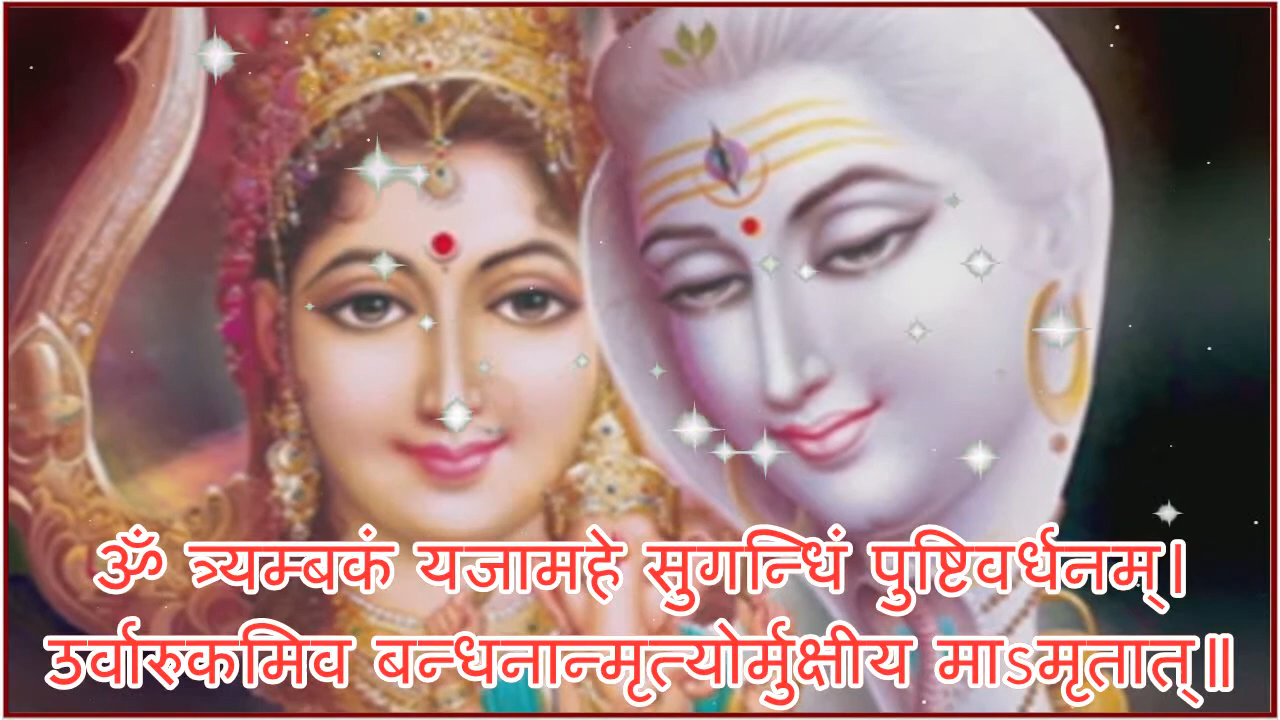 ॐ त्र्यम्बकं यजामहे सुगन्धिं पुष्टिवर्धनम्।
उर्वारुकमिव बन्धनान्मृत्योर्मुक्षीय माऽमृतात्॥